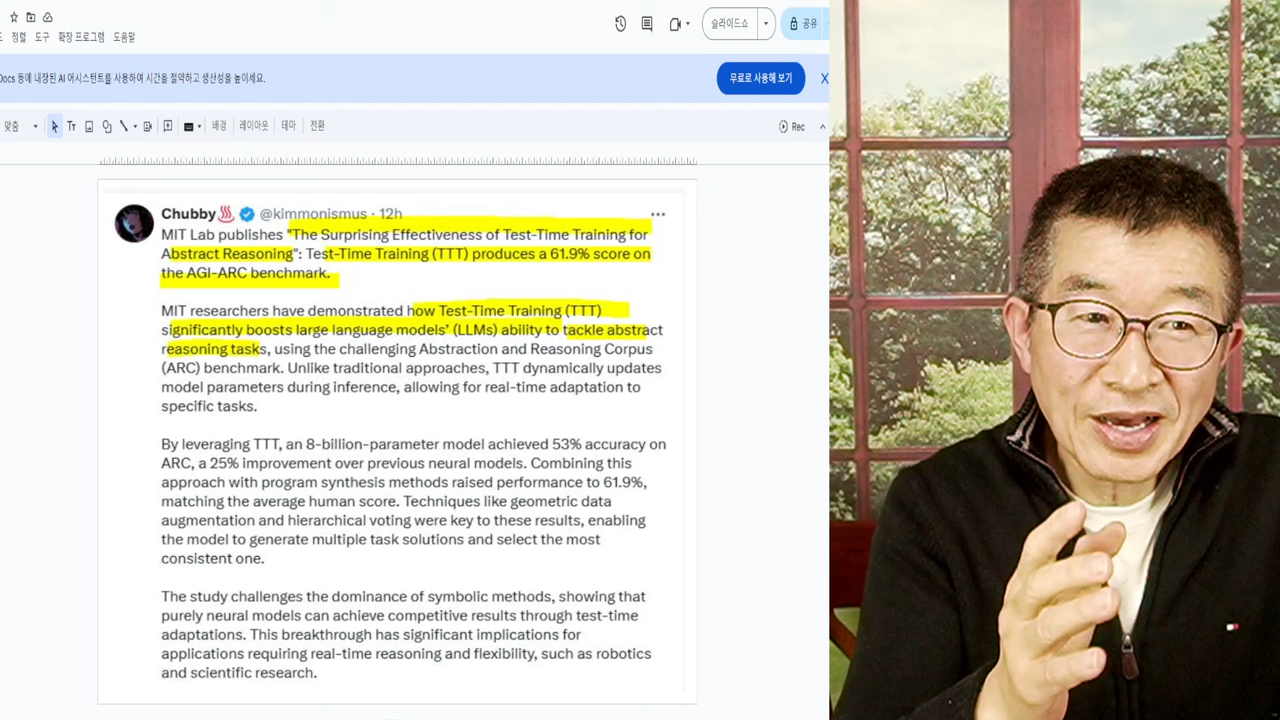 정렬 도구 확장 프로그램 도움말
슬라이드쇼
공유
Docs 등에 내장된 AI 어시스턴트를 사용하여 시간을 절약하고 생산성을 높이세요.
무료로 사용해 보기
맞춤
배경 레이아웃 테마 전환
Rec
Chubby @kimmonismus · 12h
MIT Lab publishes "The Surprising Effectiveness of Test-Time Training for
Abstract Reasoning": Test-Time Training (TTT) produces a 61.9% score on
the AGI-ARC benchmark.
MIT researchers have demonstrated how Test-Time Training (TTT)
significantly boosts large language models' (LLMs) ability to tackle abstract
reasoning tasks, using the challenging Abstraction and Reasoning Corpus
(ARC) benchmark. Unlike traditional approaches, TTT dynamically updates
model parameters during inference, allowing for real-time adaptation to
specific tasks.
By leveraging TTT, an 8-billion-parameter model achieved 53% accuracy on
ARC, a 25% improvement over previous neural models. Combining this
approach with program synthesis methods raised performance to 61.9%,
matching the average human score. Techniques like geometric data
augmentation and hierarchical voting were key to these results, enabling
the model to generate multiple task solutions and select the most
consistent one.
The study challenges the dominance of symbolic methods, showing that
purely neural models can achieve competitive results through test-time
adaptations. This breakthrough has significant implications for
applications requiring real-time reasoning and flexibility, such as robotics
and scientific research.